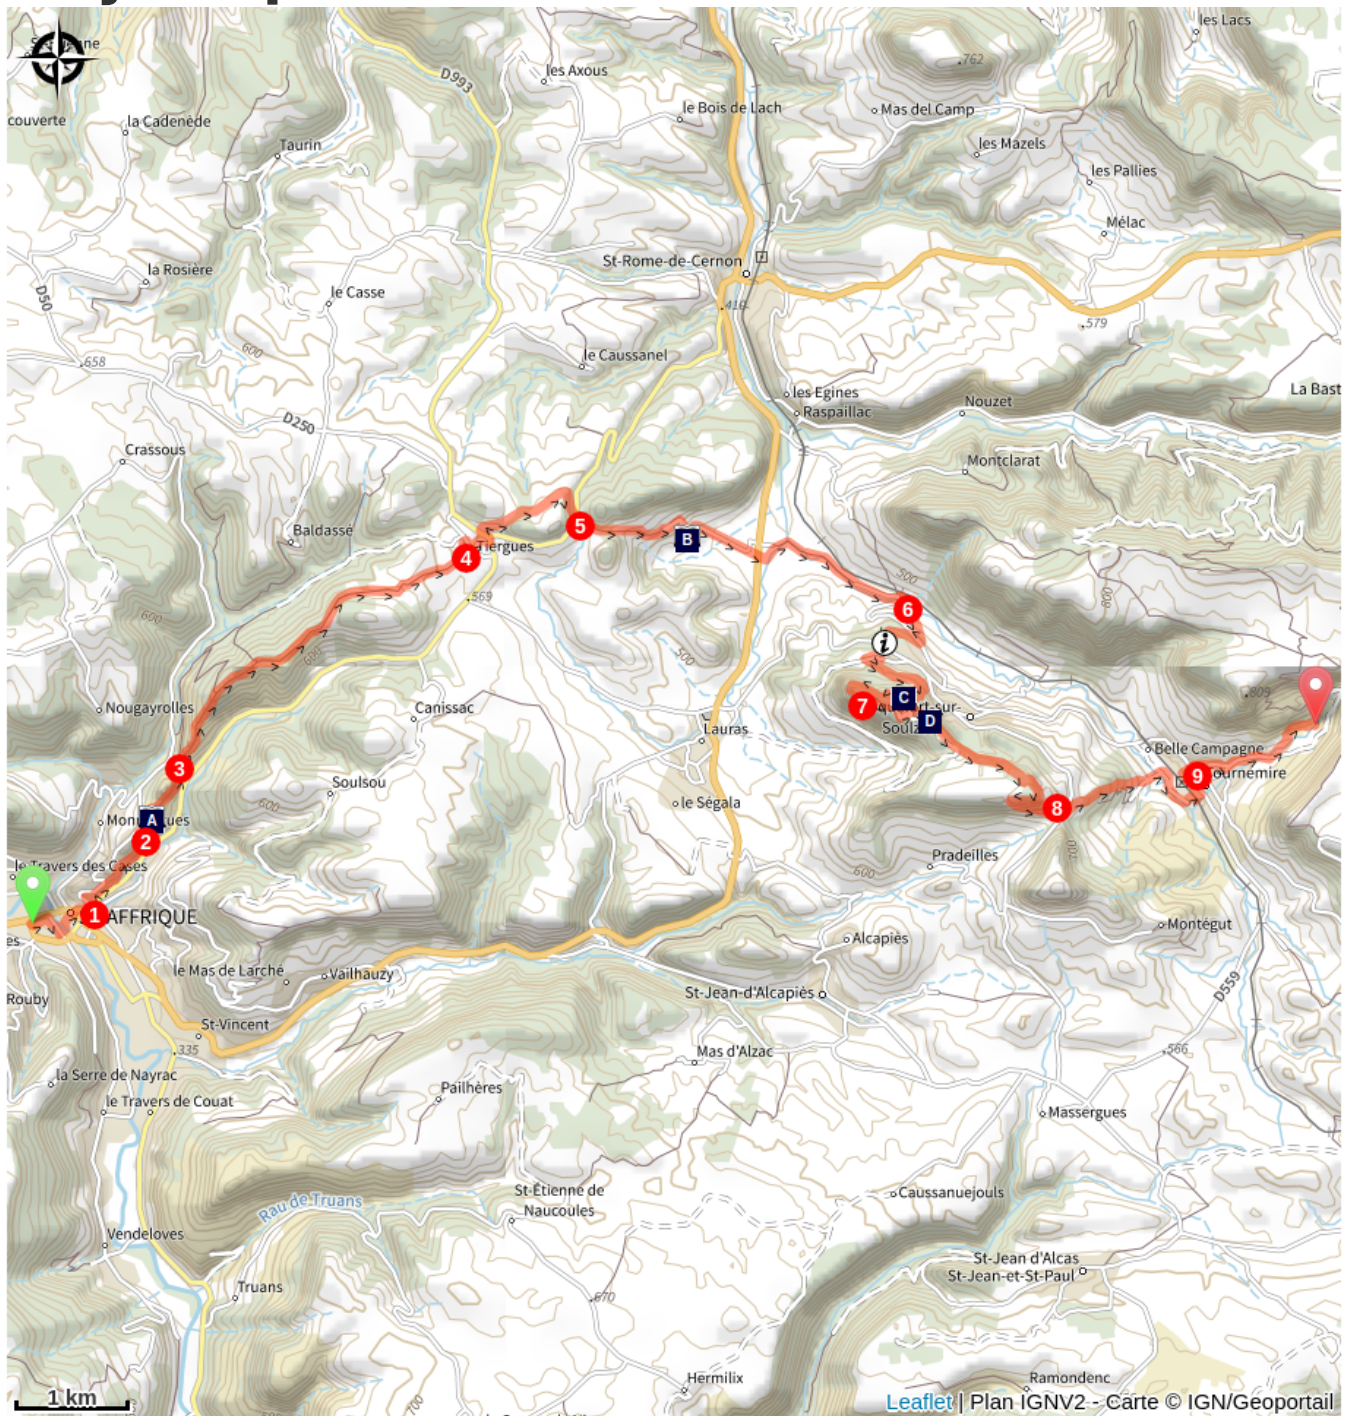 les Lacs
les Axous
.762
D993
le Bois de Lach
Mas del Camp
couverte
la Cadenède
Taurin
les Mazels
les Pallies
Mélac
St-Rome-de-Cernon
la Rosière
D50
le Casse
.410
.579
600
.658
le Caussanel
les Egines
Raspaillac
Nouzet
La Bast
D250
Crassous
Montclarat
Baldassé
5
B
4
Tiergues
500
.569
800
600
6
i
600
500
Nougayrolles
Canissac
7
C
D
Soulz
.809
Lauras
3
Belle Campagne
9
ournemire
Soulsou
600
le Ségala
8
A
2
700
Pradeilles
le Travers des Cases
600
1
AFFRIQUE
es
Montégut
Alcapiès
le Mas de Larché
Vailhauzy
D559
Rouby
St-Jean-d'Alcapiès
St-Vincent
.335
Mas d'Alzac
.566
la Serre de Nayrac
Pailhères
le Travers de Couat
Massergues
St-Étienne de
Naucoules
Caussanuejouls
Rau de Truans
Vendeloves
St-Jean d'Alcas
St-Jean-et-St-Paul
Truans
.670
Hermilix
Ramondenc
700
1 km
Leaflet | Plan IGNV2 - Carte © IGN/Geoportail